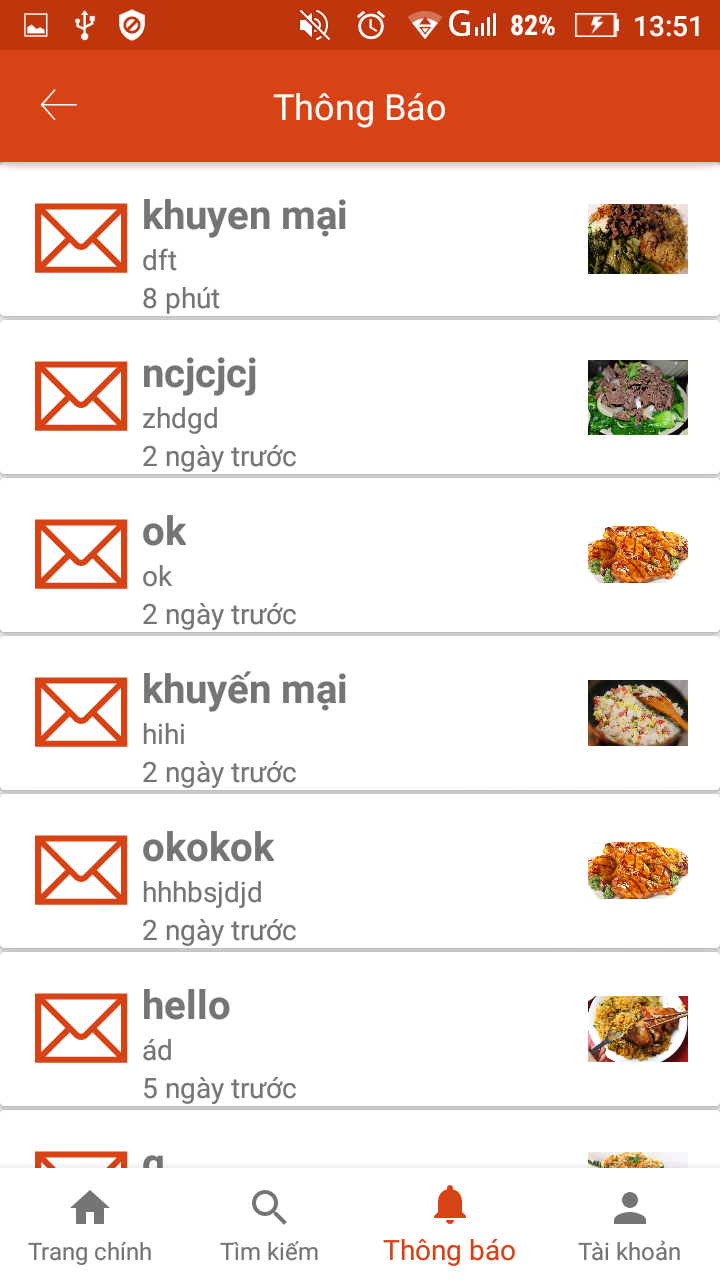 G 82% 13:51
Thông Báo
khuyen mại
dft
8 phút
ncjcjcj
zhdgd
2 ngày trước
ok
ok
2 ngày trước
khuyến mại
hihi
2 ngày trước
okokok
hhhbsjdjd
2 ngày trước
hello
ád
5 ngày trước
Trang chính Tìm kiếm Thông báo Tài khoản